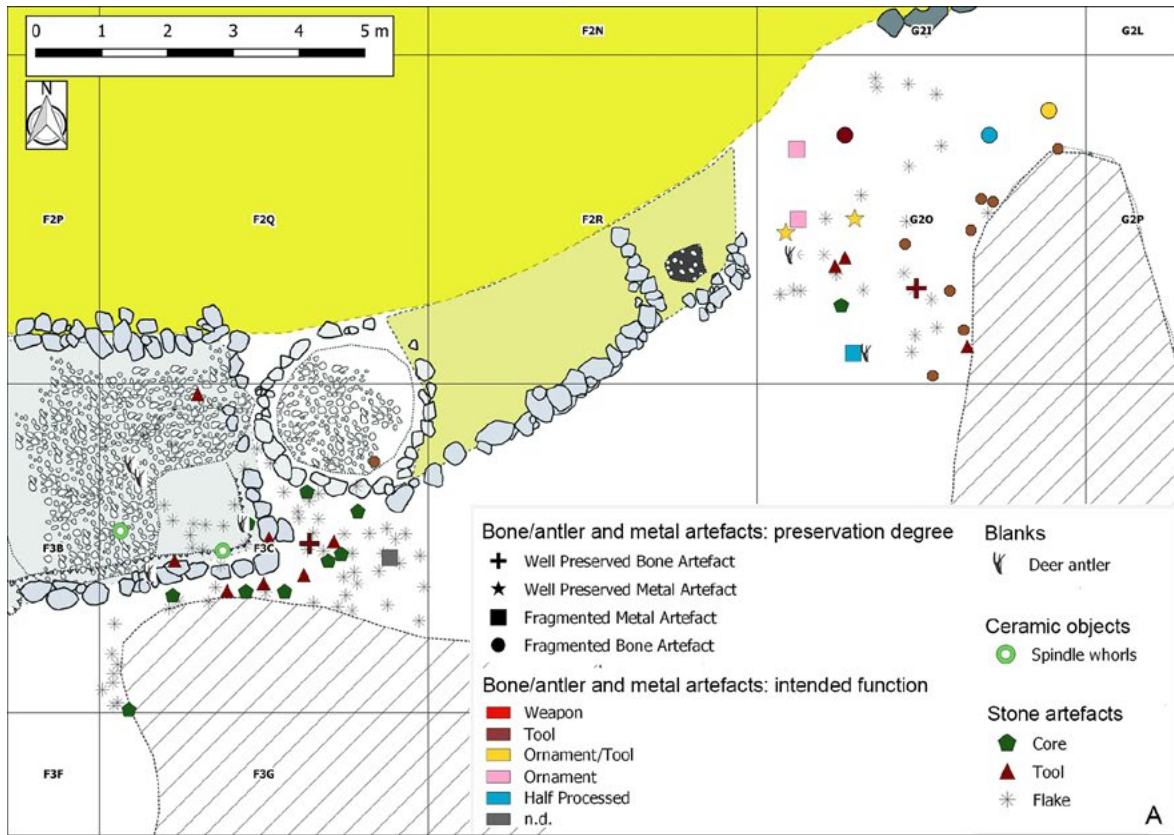 0 1 2 3 4 5 m
N
F2N
G2I
G2L
F2P
F2Q
F2R
G2O
G2P
F3B
F3C
F3F
F3G
Bone/antler and metal artefacts: preservation degree
Well Preserved Bone Artefact
Well Preserved Metal Artefact
Fragmented Metal Artefact
Fragmented Bone Artefact
Bone/antler and metal artefacts: intended function
Weapon
Tool
Ornament/Tool
Ornament
Half Processed
n.d.
Blanks
Deer antler
Ceramic objects
Spindle whorls
Stone artefacts
Core
Tool
Flake
A